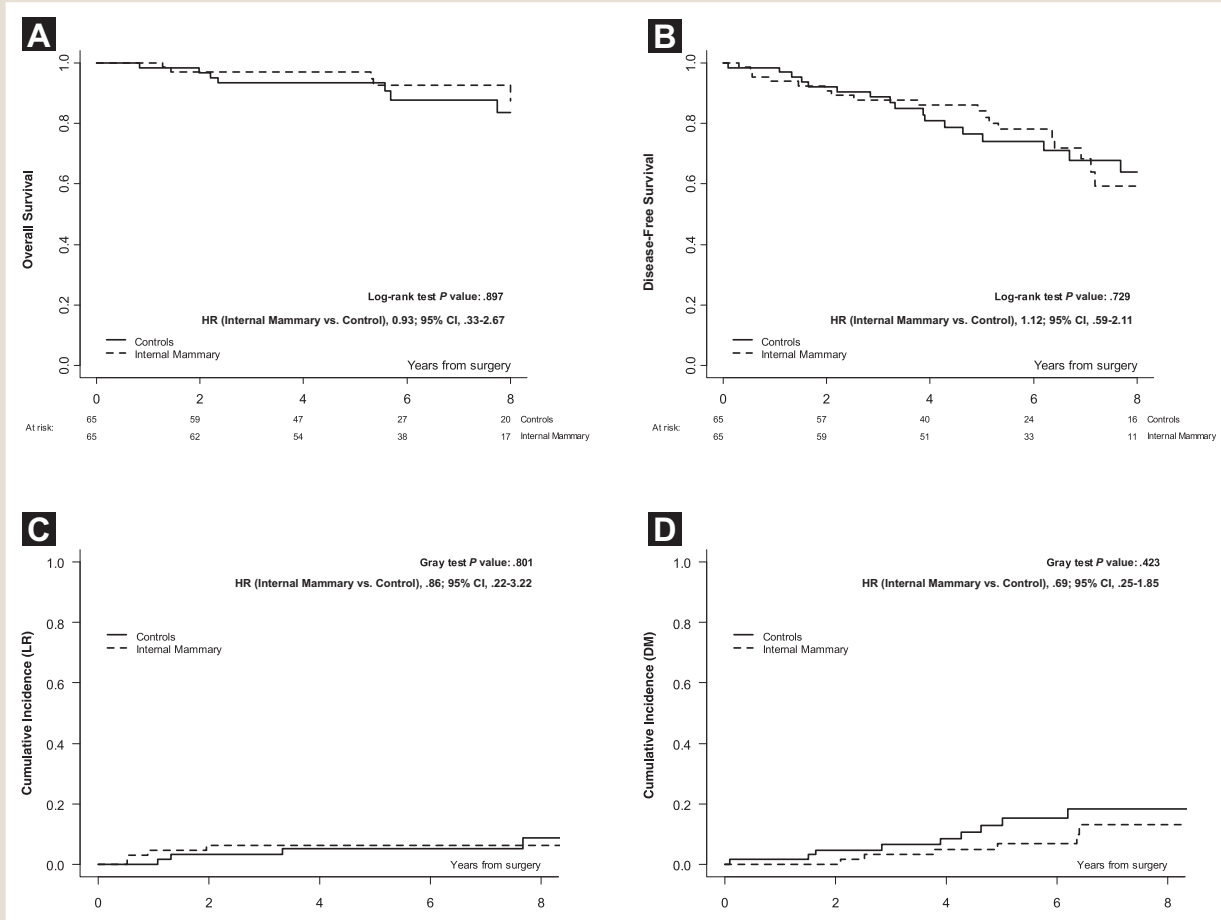 A
1.0
0.8
0.6
0.4
0.2
0.0
Overall Survival
Log-rank test P value: .897
HR (Internal Mammary vs. Control), 0.93; 95% CI, .33-2.67
Controls
Internal Mammary
Years from surgery
0 2 4 6 8
65 59 47 27 20 Controls
At risk:
65 62 54 38 17 Internal Mammary
B
1.0
0.8
0.6
0.4
0.2
0.0
Disease-Free Survival
Log-rank test P value: .729
HR (Internal Mammary vs. Control), 1.12; 95% CI, .59-2.11
Controls
Internal Mammary
Years from surgery
0 2 4 6 8
65 57 40 24 16 Controls
At risk:
65 59 51 33 11 Internal Mammary
C
1.0
0.8
0.6
0.4
0.2
0.0
Cumulative Incidence (LR)
Gray test P value: .801
HR (Internal Mammary vs. Control), .86; 95% CI, .22-3.22
Controls
Internal Mammary
Years from surgery
0 2 4 6 8
D
1.0
0.8
0.6
0.4
0.2
0.0
Cumulative Incidence (DM)
Gray test P value: .423
HR (Internal Mammary vs. Control), .69; 95% CI, .25-1.85
Controls
Internal Mammary
Years from surgery
0 2 4 6 8